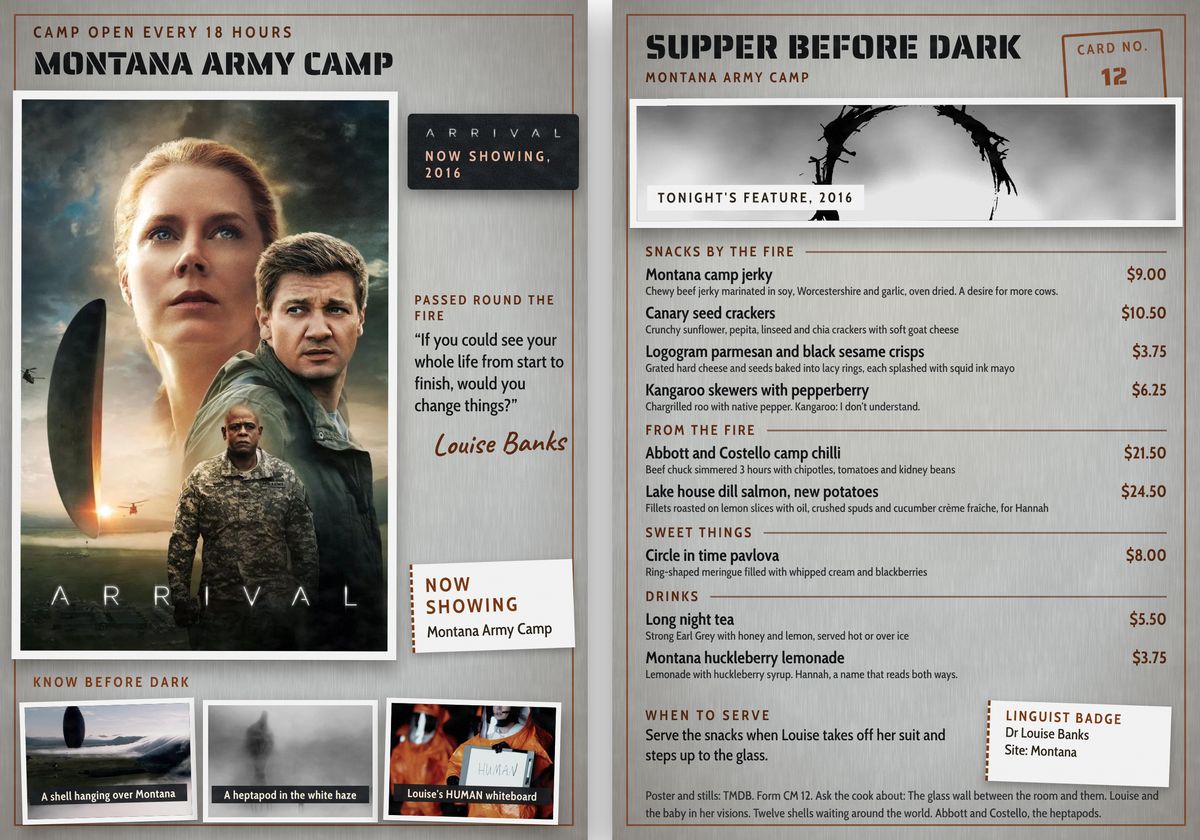 CAMP OPEN EVERY 18 HOURS
MONTANA ARMY CAMP
ARRIVAL
NOW SHOWING,
2016
PASSED ROUND THE
FIRE
“If you could see your
whole life from start to
finish, would you
change things?”
Louise Banks
ARRIVAL
NOW
SHOWING
Montana Army Camp
KNOW BEFORE DARK
A shell hanging over Montana
A heptapod in the white haze
HUMAN
Louise's HUMAN whiteboard
SUPPER BEFORE DARK
MONTANA ARMY CAMP
CARD NO.
12
TONIGHT'S FEATURE, 2016
SNACKS BY THE FIRE
Montana camp jerky $9.00
Chewy beef jerky marinated in soy, Worcestershire and garlic, oven dried. A desire for more cows.
Canary seed crackers $10.50
Crunchy sunflower, pepita, linseed and chia crackers with soft goat cheese
Logogram parmesan and black sesame crisps $3.75
Grated hard cheese and seeds baked into lacy rings, each splashed with squid ink mayo
Kangaroo skewers with pepperberry $6.25
Chargrilled roo with native pepper. Kangaroo: I don't understand.
FROM THE FIRE
Abbott and Costello camp chilli $21.50
Beef chuck simmered 3 hours with chipotles, tomatoes and kidney beans
Lake house dill salmon, new potatoes $24.50
Fillets roasted on lemon slices with oil, crushed spuds and cucumber crème fraîche, for Hannah
SWEET THINGS
Circle in time pavlova $8.00
Ring-shaped meringue filled with whipped cream and blackberries
DRINKS
Long night tea $5.50
Strong Earl Grey with honey and lemon, served hot or over ice
Montana huckleberry lemonade $3.75
Lemonade with huckleberry syrup. Hannah, a name that reads both ways.
WHEN TO SERVE
Serve the snacks when Louise takes off her suit and
steps up to the glass.
LINGUIST BADGE
Dr Louise Banks
Site: Montana
Poster and stills: TMDB. Form CM 12. Ask the cook about: The glass wall between the room and them. Louise and
the baby in her visions. Twelve shells waiting around the world. Abbott and Costello, the heptapods.